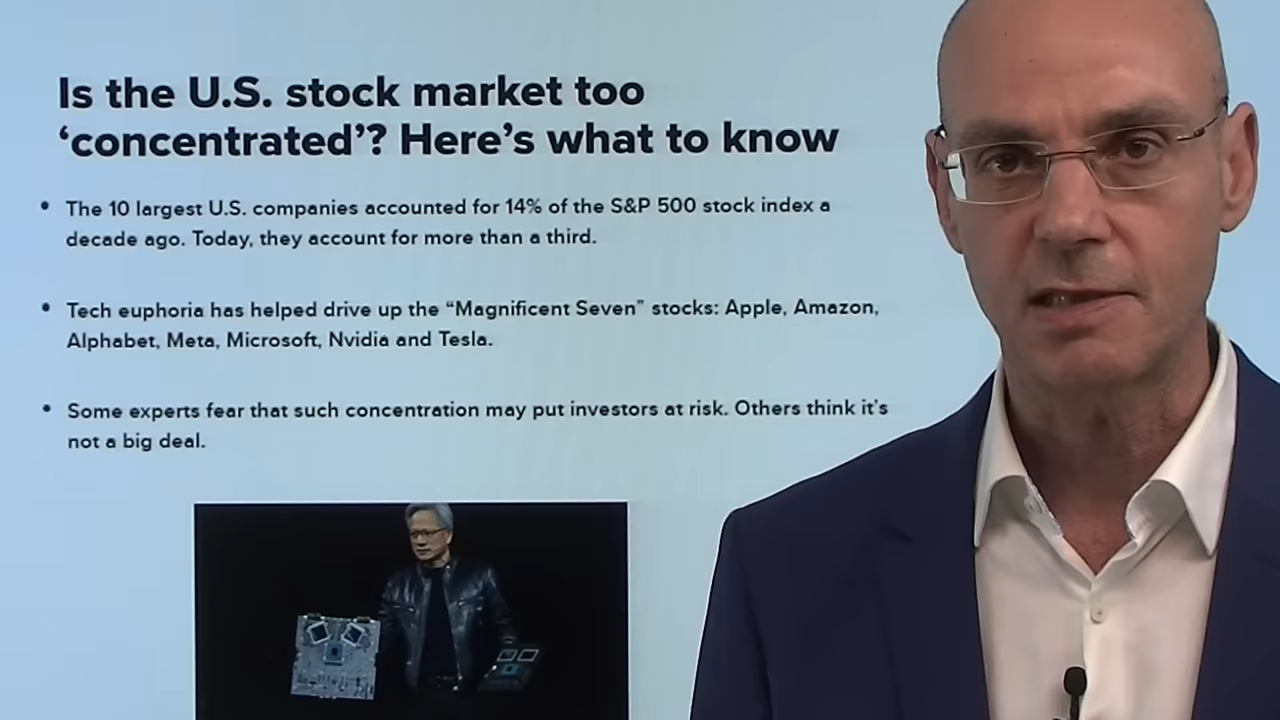 Is the U.S. stock market too
‘concentrated’? Here’s what to know
• The 10 largest U.S. companies accounted for 14% of the S&P 500 stock index a
decade ago. Today, they account for more than a third.
• Tech euphoria has helped drive up the “Magnificent Seven” stocks: Apple, Amazon,
Alphabet, Meta, Microsoft, Nvidia and Tesla.
• Some experts fear that such concentration may put investors at risk. Others think it’s
not a big deal.